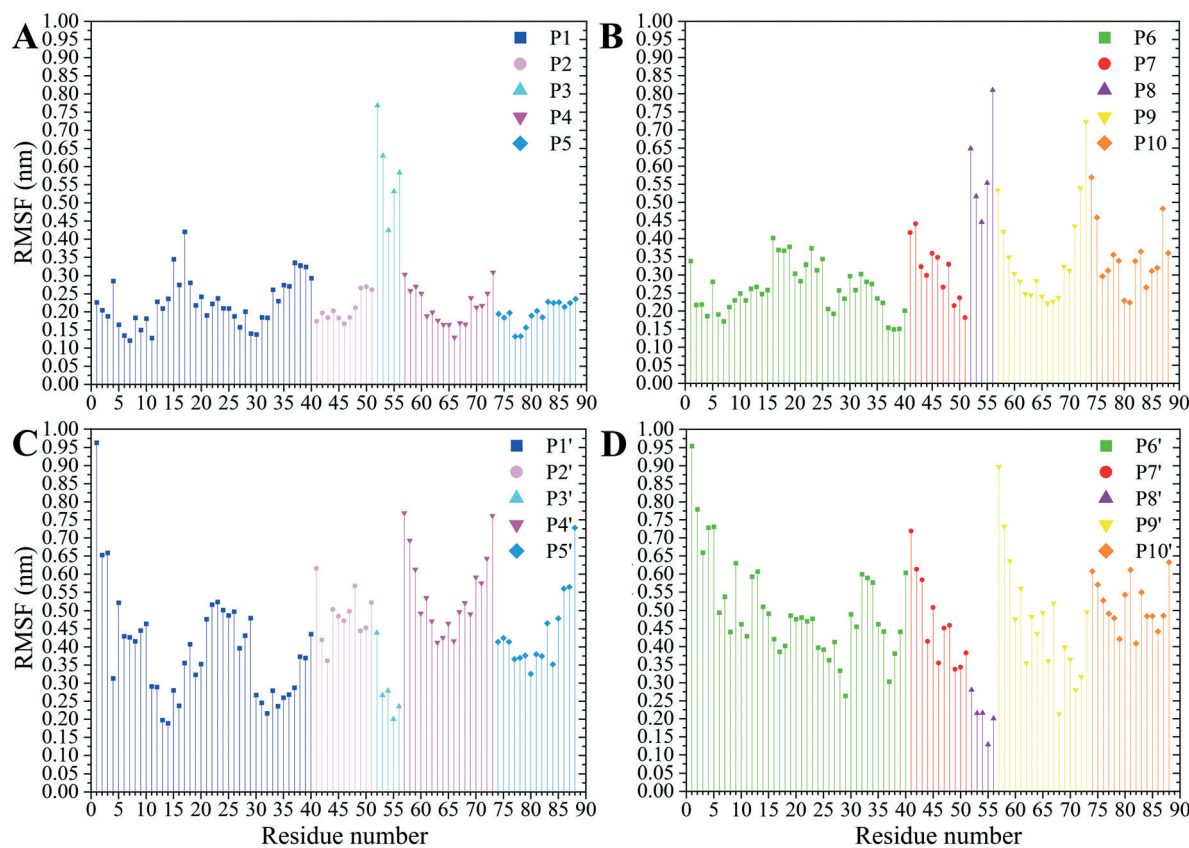 A
1.00
0.95
0.90
0.85
0.80
0.75
0.70
0.65
0.60
0.55
0.50
0.45
0.40
0.35
0.30
0.25
0.20
0.15
0.10
0.05
0.00
RMSF (nm)
P1
P2
P3
P4
P5
0 5 10 15 20 25 30 35 40 45 50 55 60 65 70 75 80 85 90
B
1.00
0.95
0.90
0.85
0.80
0.75
0.70
0.65
0.60
0.55
0.50
0.45
0.40
0.35
0.30
0.25
0.20
0.15
0.10
0.05
0.00
P6
P7
P8
P9
P10
0 5 10 15 20 25 30 35 40 45 50 55 60 65 70 75 80 85 90
C
1.00
0.95
0.90
0.85
0.80
0.75
0.70
0.65
0.60
0.55
0.50
0.45
0.40
0.35
0.30
0.25
0.20
0.15
0.10
0.05
0.00
RMSF (nm)
P1'
P2'
P3'
P4'
P5'
0 5 10 15 20 25 30 35 40 45 50 55 60 65 70 75 80 85 90
Residue number
D
1.00
0.95
0.90
0.85
0.80
0.75
0.70
0.65
0.60
0.55
0.50
0.45
0.40
0.35
0.30
0.25
0.20
0.15
0.10
0.05
0.00
P6'
P7'
P8'
P9'
P10'
0 5 10 15 20 25 30 35 40 45 50 55 60 65 70 75 80 85 90
Residue number